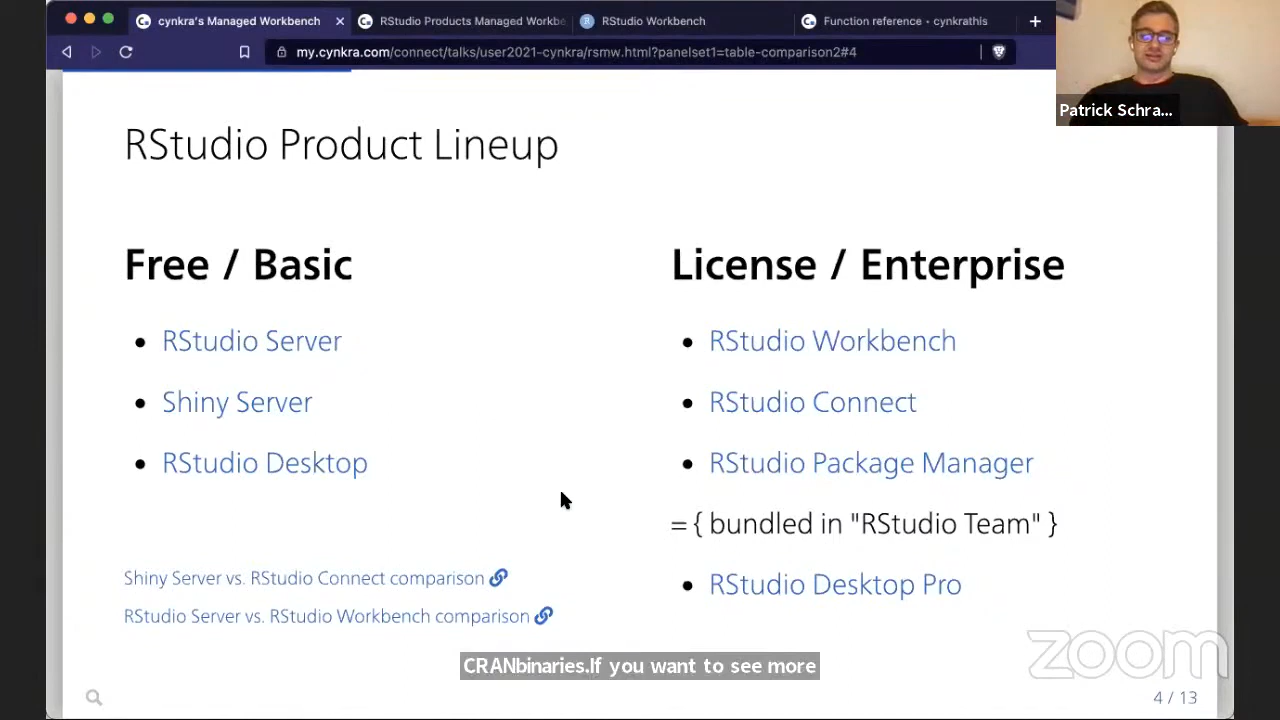 cynkra's Managed Workbench
RStudio Products Managed Workbe
RStudio Workbench
Function reference • cynkrathis
my.cynkra.com/connect/talks/user2021-cynkra/rsmw.html?panelset1=table-comparison2#4
Patrick Schra...
RStudio Product Lineup
Free / Basic
• RStudio Server
• Shiny Server
• RStudio Desktop
Shiny Server vs. RStudio Connect comparison
RStudio Server vs. RStudio Workbench comparison
License / Enterprise
• RStudio Workbench
• RStudio Connect
• RStudio Package Manager
= { bundled in "RStudio Team" }
• RStudio Desktop Pro
CRANbinaries.If you want to see more
zoom
4 / 13